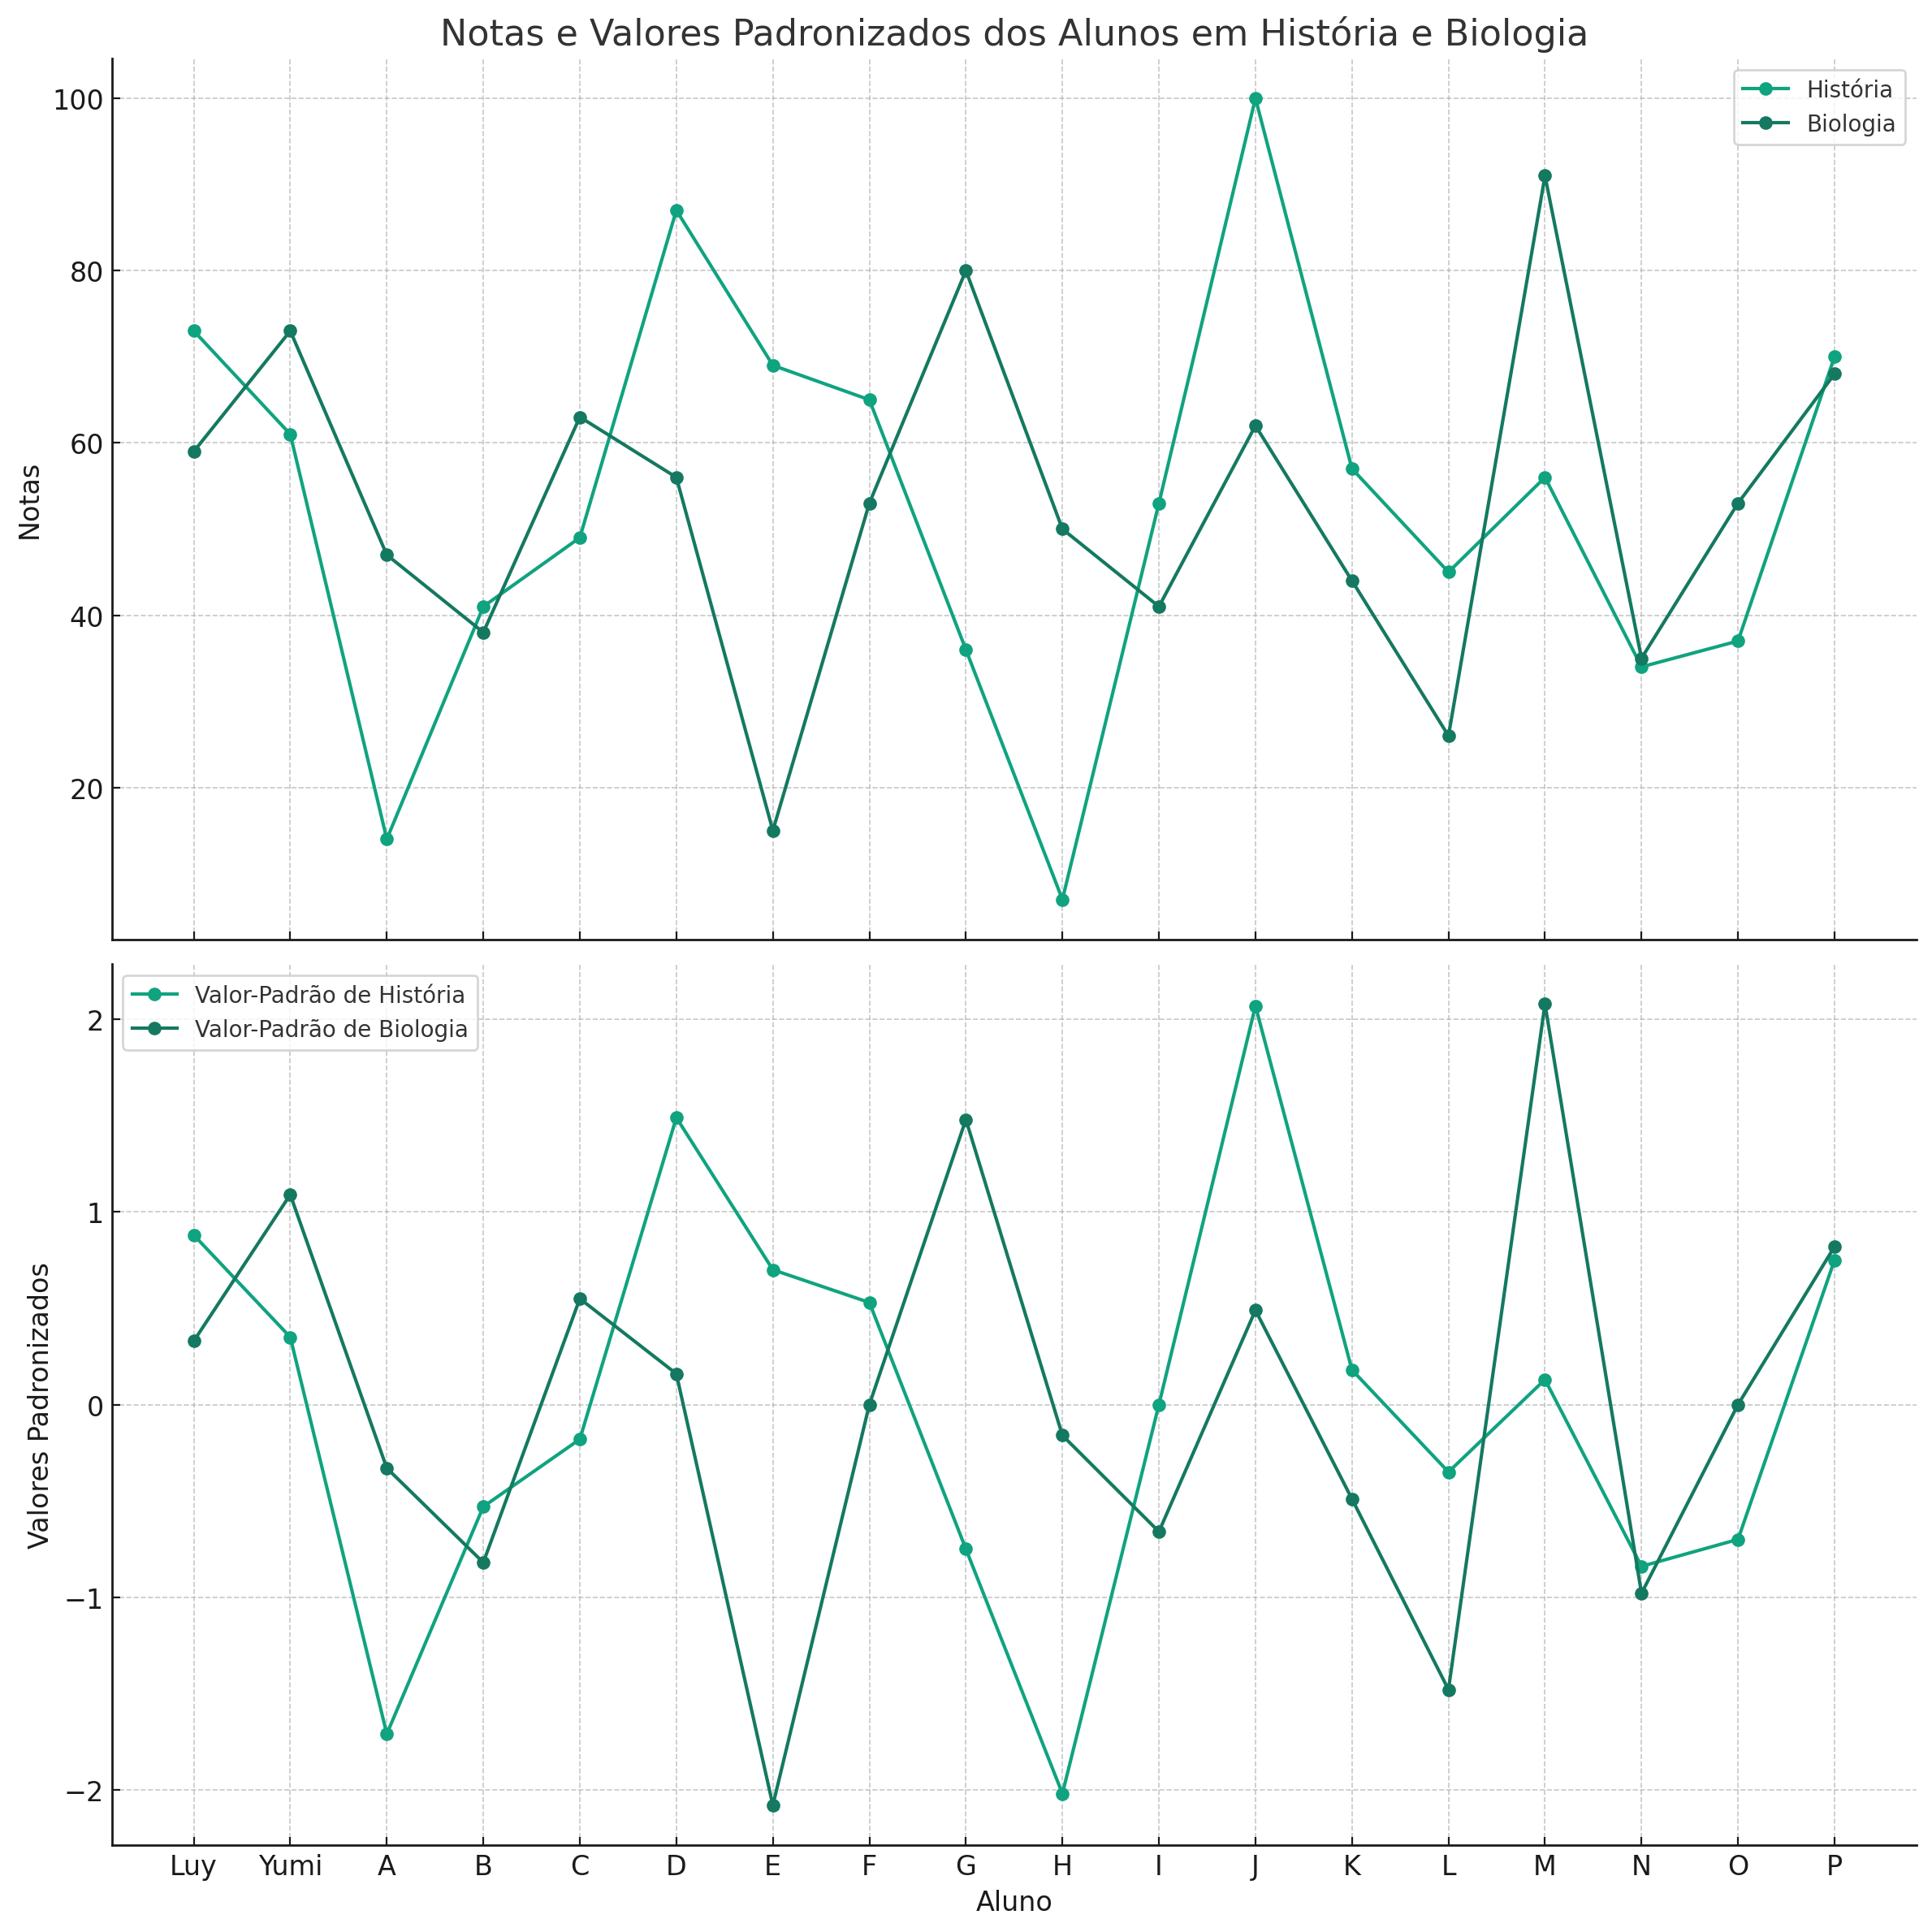 Notas e Valores Padronizados dos Alunos em História e Biologia
100
80
60
40
20
Notas
História
Biologia
Valor-Padrão de História
Valor-Padrão de Biologia
2
1
0
−1
−2
Valores Padronizados
Luy Yumi A B C D E F G H I J K L M N O P
Aluno